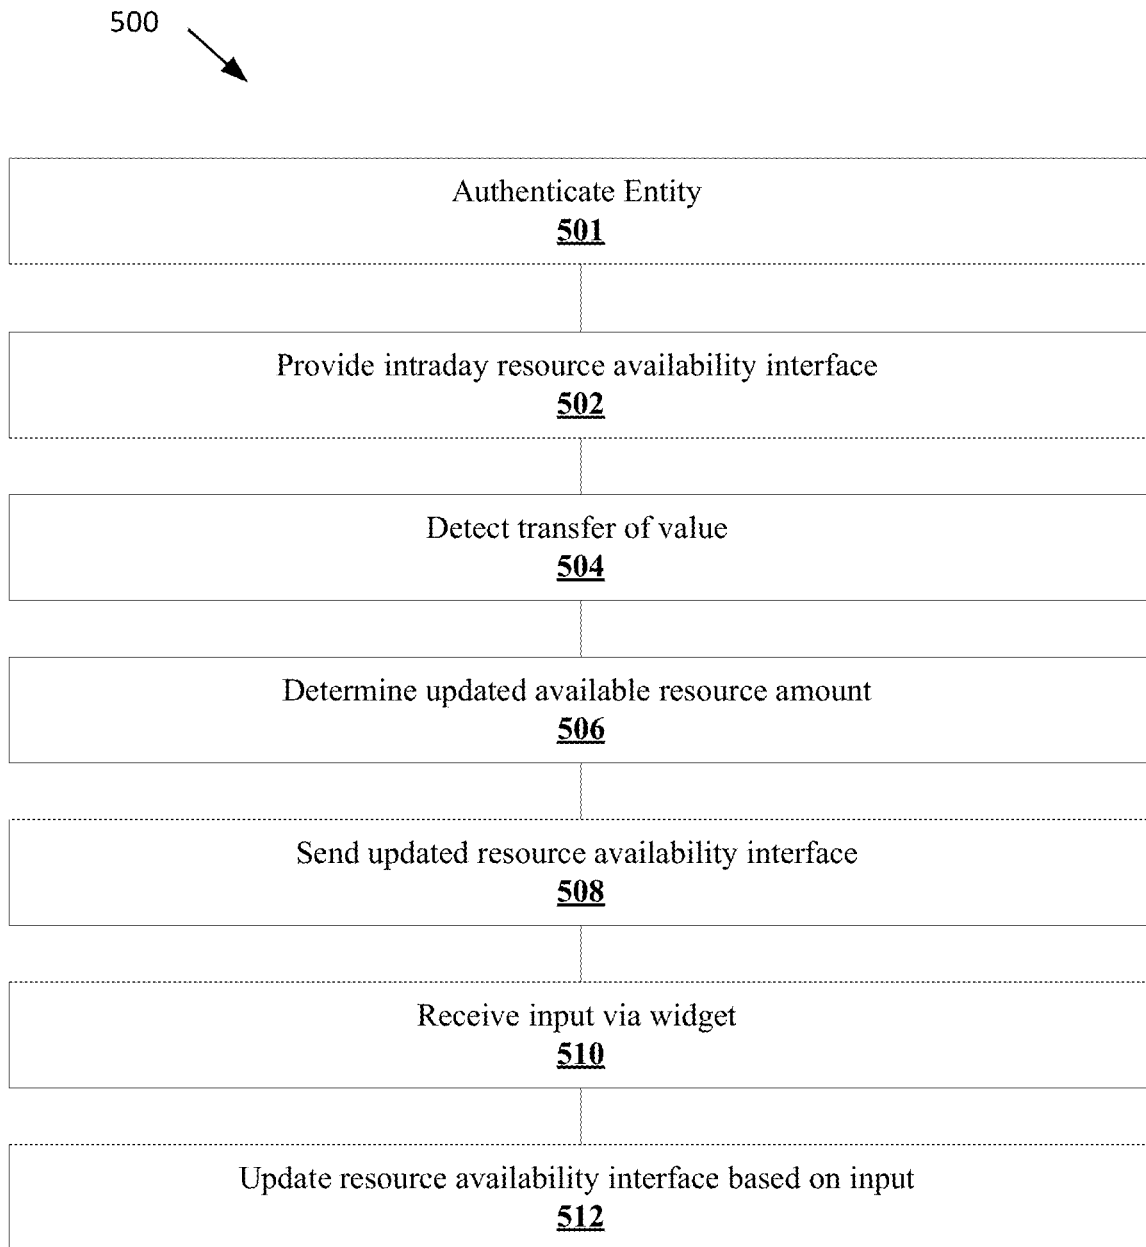 500
Authenticate Entity
501
Provide intraday resource availability interface
502
Detect transfer of value
504
Determine updated available resource amount
506
Send updated resource availability interface
508
Receive input via widget
510
Update resource availability interface based on input
512